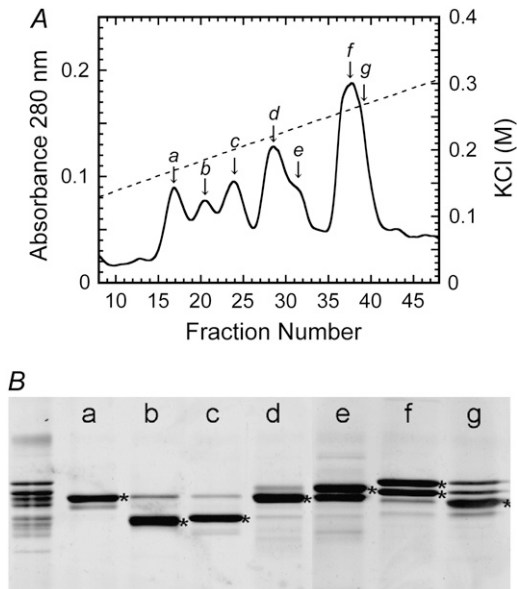 A
0.2
0.1
0
Absorbance 280 nm
a
b
c
d
e
f
g
0.4
0.3
0.2
0.1
0
KCl (M)
10 15 20 25 30 35 40 45
Fraction Number
B
a b c d e f g
* * * * * * * *